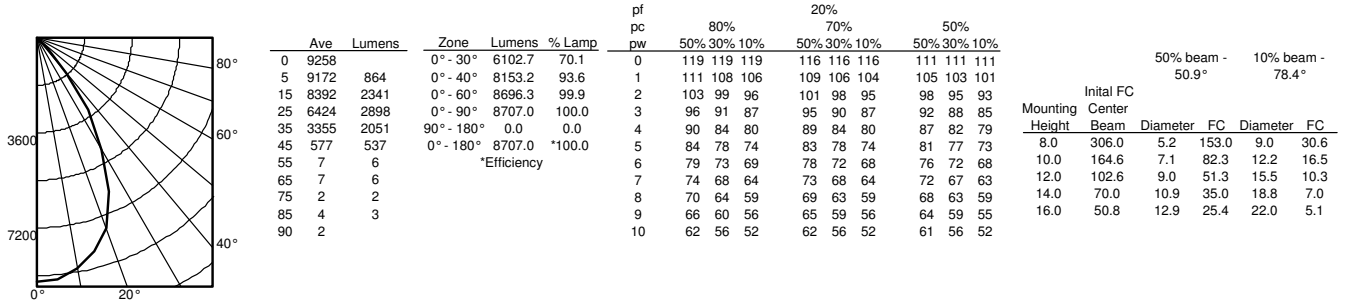 80°
60°
40°
20°
0°
3600
7200
Ave Lumens
0 9258
5 9172 864
15 8392 2341
25 6424 2898
35 3355 2051
45 577 537
55 7 6
65 7 6
75 2 2
85 4 3
90 2
Zone Lumens % Lamp
0° - 30° 6102.7 70.1
0° - 40° 8153.2 93.6
0° - 60° 8696.3 99.9
0° - 90° 8707.0 100.0
90° - 180° 0.0 0.0
0° - 180° 8707.0 *100.0
*Efficiency
pf 20%
pc 80% 70% 50%
pw 50% 30% 10% 50% 30% 10% 50% 30% 10%
0 119 119 119 116 116 116 111 111 111
1 111 108 106 109 106 104 105 103 101
2 103 99 96 101 98 95 98 95 93
3 96 91 87 95 90 87 92 88 85
4 90 84 80 89 84 80 87 82 79
5 84 78 74 83 78 74 81 77 73
6 79 73 69 78 72 68 76 72 68
7 74 68 64 73 68 64 72 67 63
8 70 64 59 69 63 59 68 63 59
9 66 60 56 65 59 56 64 59 55
10 62 56 52 62 56 52 61 56 52
50% beam - 10% beam -
50.9° 78.4°
Inital FC
Mounting Center
Height Beam Diameter FC Diameter FC
8.0 306.0 5.2 153.0 9.0 30.6
10.0 164.6 7.1 82.3 12.2 16.5
12.0 102.6 9.0 51.3 15.5 10.3
14.0 70.0 10.9 35.0 18.8 7.0
16.0 50.8 12.9 25.4 22.0 5.1